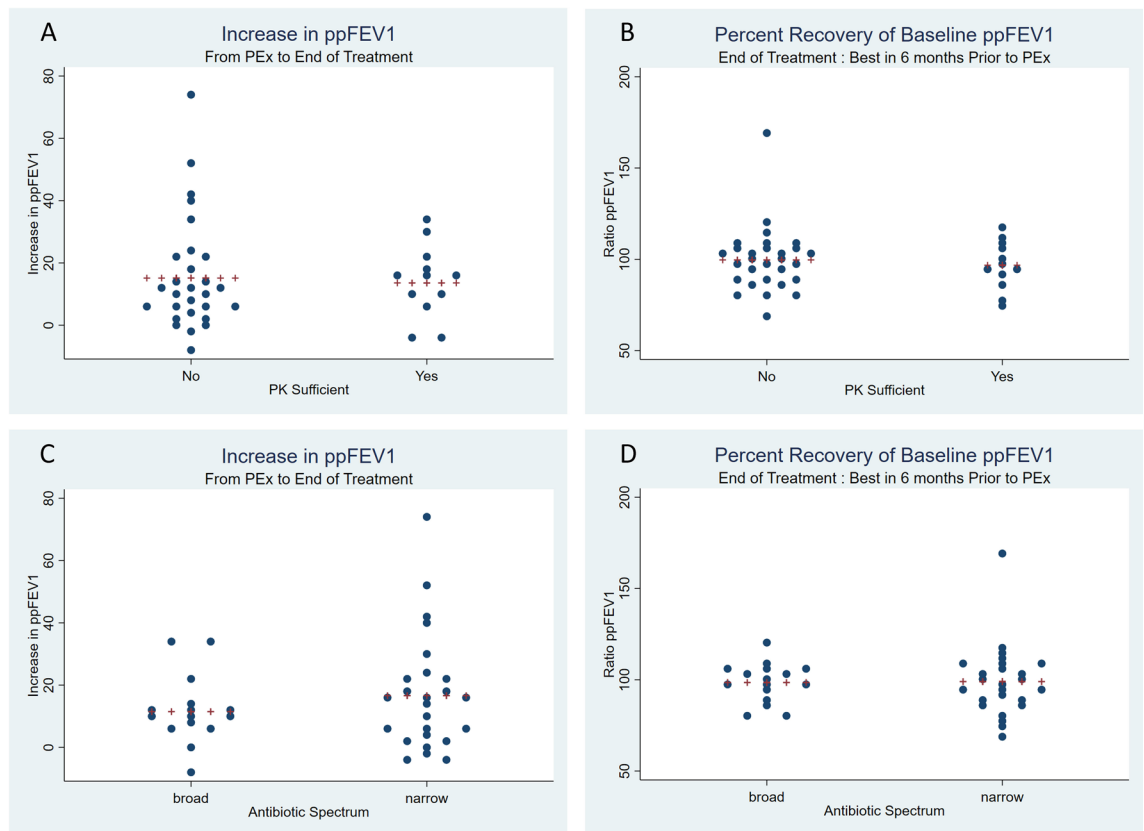 A
Increase in ppFEV1
From PEx to End of Treatment
Increase in ppFEV1
80
60
40
20
0
No
Yes
PK Sufficient
B
Percent Recovery of Baseline ppFEV1
End of Treatment : Best in 6 months Prior to PEx
Ratio ppFEV1
200
150
100
50
No
Yes
PK Sufficient
C
Increase in ppFEV1
From PEx to End of Treatment
Increase in ppFEV1
80
60
40
20
0
broad
narrow
Antibiotic Spectrum
D
Percent Recovery of Baseline ppFEV1
End of Treatment : Best in 6 months Prior to PEx
Ratio ppFEV1
200
150
100
50
broad
narrow
Antibiotic Spectrum